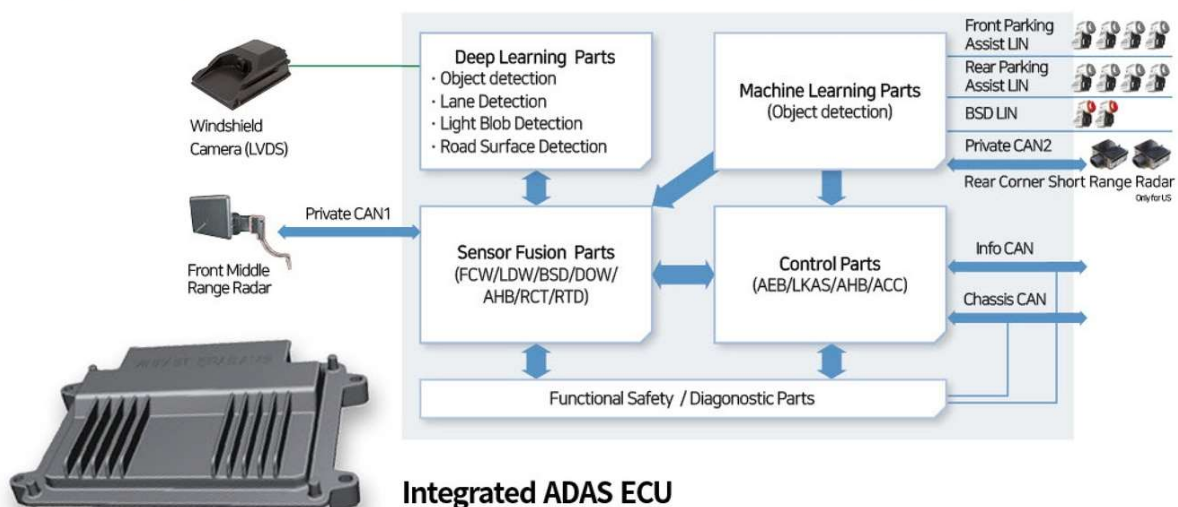 Front Parking
Assist LIN
Rear Parking
Assist LIN
BSD LIN
Private CAN2
Rear Corner Short Range Radar
Only for US
Windshield
Camera (LVDS)
Deep Learning Parts
· Object detection
· Lane Detection
· Light Blob Detection
· Road Surface Detection
Machine Learning Parts
(Object detection)
Private CAN1
Front Middle
Range Radar
Sensor Fusion Parts
(FCW/LDW/BSD/DOW/
AHB/RCT/RTD)
Control Parts
(AEB/LKAS/AHB/ACC)
Info CAN
Chassis CAN
Functional Safety / Diagonostic Parts
Integrated ADAS ECU